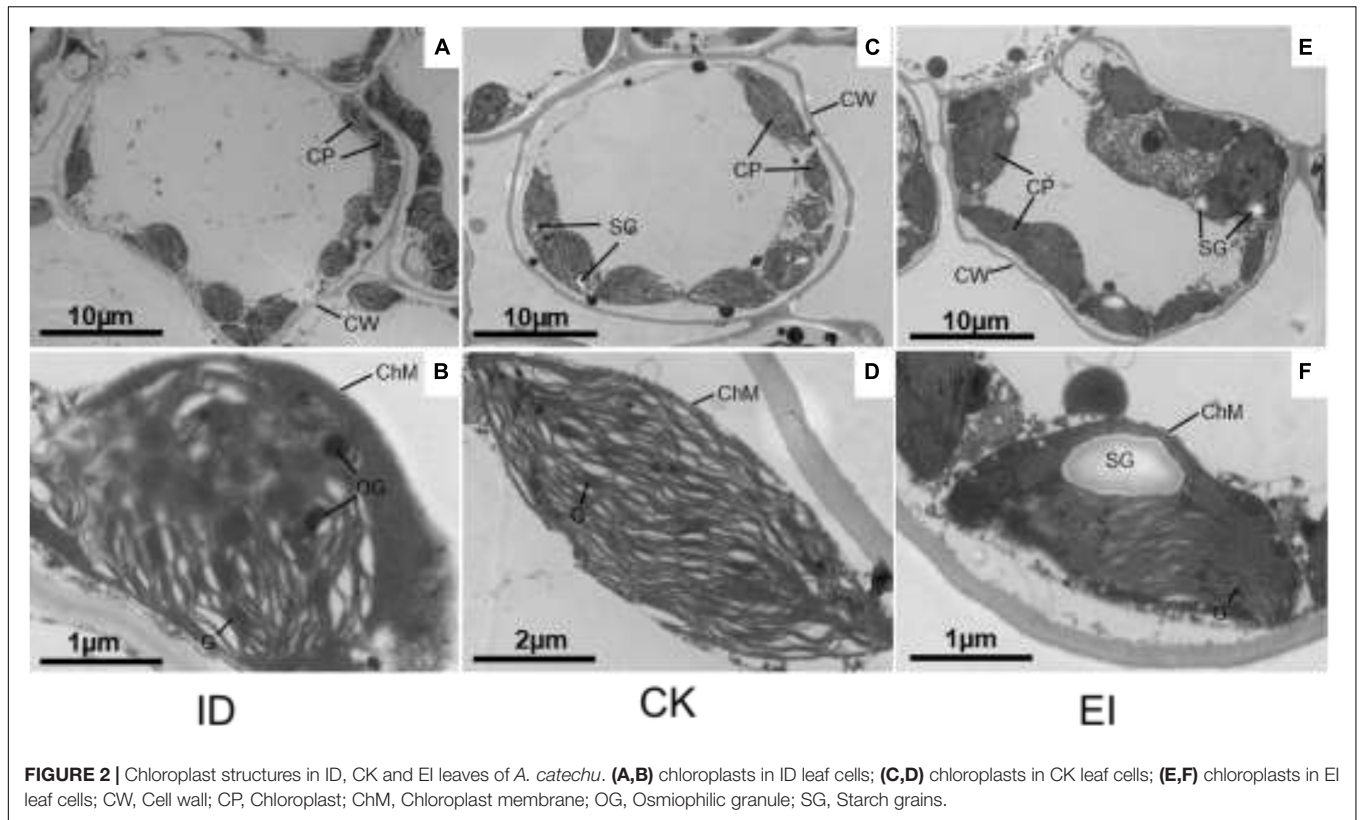 A
CP
CW
10µm
C
CW
CP
SG
10µm
E
CP
SG
CW
10µm
B
ChM
OG
G
1µm
D
ChM
G
2µm
F
ChM
SG
G
1µm
ID
CK
EI
FIGURE 2 | Chloroplast structures in ID, CK and EI leaves of A. catechu. (A,B) chloroplasts in ID leaf cells; (C,D) chloroplasts in CK leaf cells; (E,F) chloroplasts in EI
leaf cells; CW, Cell wall; CP, Chloroplast; ChM, Chloroplast membrane; OG, Osmiophilic granule; SG, Starch grains.